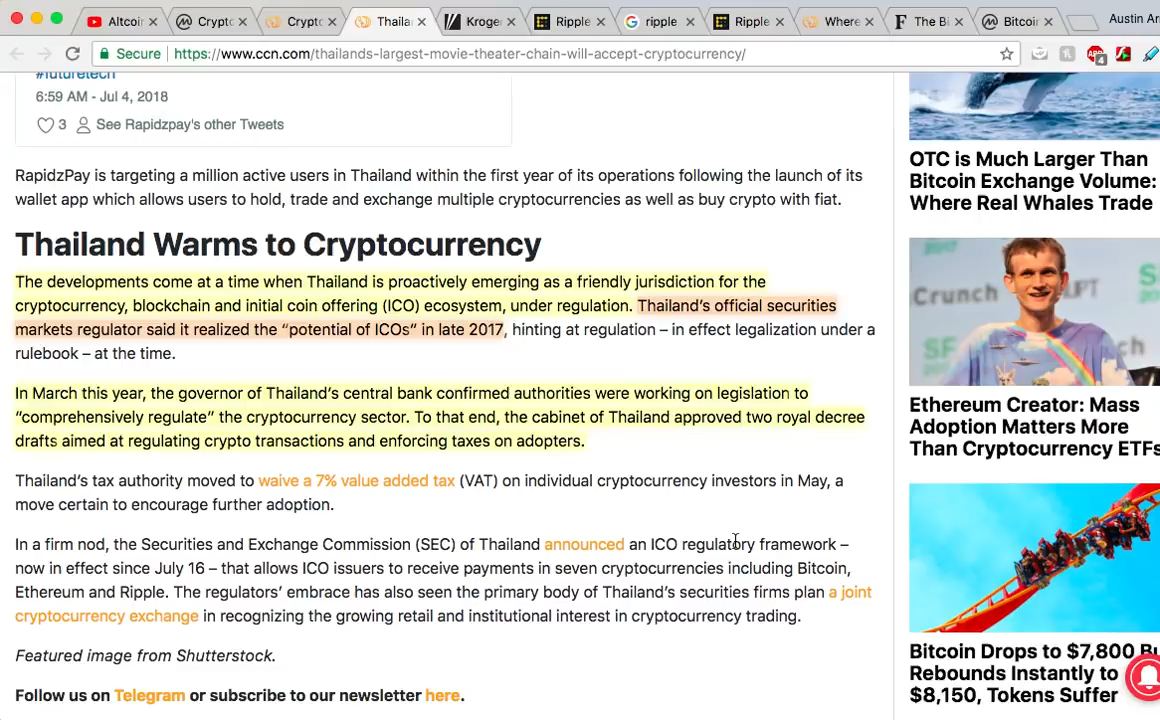 Altcoin
Crypto
Crypto
Thailan
Kroger
Ripple
ripple
Ripple
Where
The Bi
Bitcoin
Austin Ar
Secure https://www.ccn.com/thailands-largest-movie-theater-chain-will-accept-cryptocurrency/
#futuretech
6:59 AM - Jul 4, 2018
3 See Rapidzpay's other Tweets
RapidzPay is targeting a million active users in Thailand within the first year of its operations following the launch of its
wallet app which allows users to hold, trade and exchange multiple cryptocurrencies as well as buy crypto with fiat.
Thailand Warms to Cryptocurrency
The developments come at a time when Thailand is proactively emerging as a friendly jurisdiction for the
cryptocurrency, blockchain and initial coin offering (ICO) ecosystem, under regulation. Thailand's official securities
markets regulator said it realized the “potential of ICOs” in late 2017, hinting at regulation – in effect legalization under a
rulebook – at the time.
In March this year, the governor of Thailand's central bank confirmed authorities were working on legislation to
“comprehensively regulate” the cryptocurrency sector. To that end, the cabinet of Thailand approved two royal decree
drafts aimed at regulating crypto transactions and enforcing taxes on adopters.
Thailand's tax authority moved to waive a 7% value added tax (VAT) on individual cryptocurrency investors in May, a
move certain to encourage further adoption.
In a firm nod, the Securities and Exchange Commission (SEC) of Thailand announced an ICO regulatory framework –
now in effect since July 16 – that allows ICO issuers to receive payments in seven cryptocurrencies including Bitcoin,
Ethereum and Ripple. The regulators' embrace has also seen the primary body of Thailand's securities firms plan a joint
cryptocurrency exchange in recognizing the growing retail and institutional interest in cryptocurrency trading.
Featured image from Shutterstock.
Follow us on Telegram or subscribe to our newsletter here.
OTC is Much Larger Than
Bitcoin Exchange Volume:
Where Real Whales Trade
Crunch
SF
Ethereum Creator: Mass
Adoption Matters More
Than Cryptocurrency ETFs
Bitcoin Drops to $7,800 Bu
Rebounds Instantly to
$8,150, Tokens Suffer